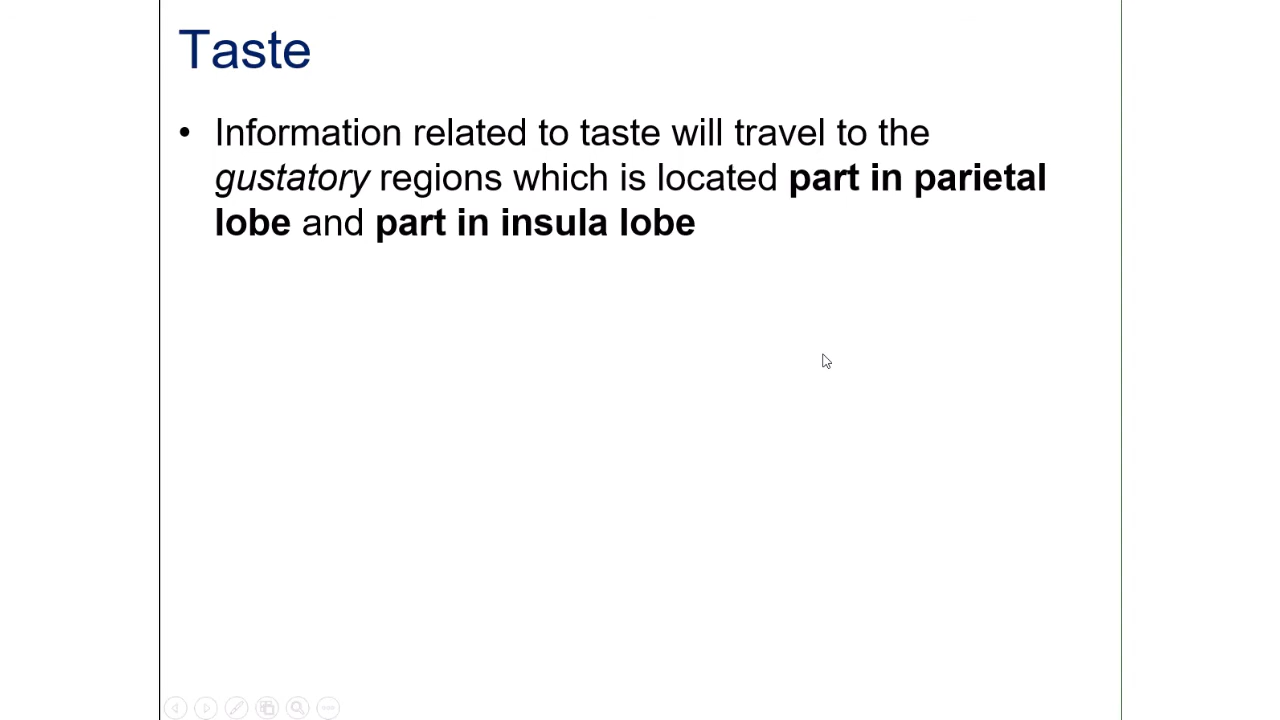 Taste
• Information related to taste will travel to the
gustatory regions which is located part in parietal
lobe and part in insula lobe